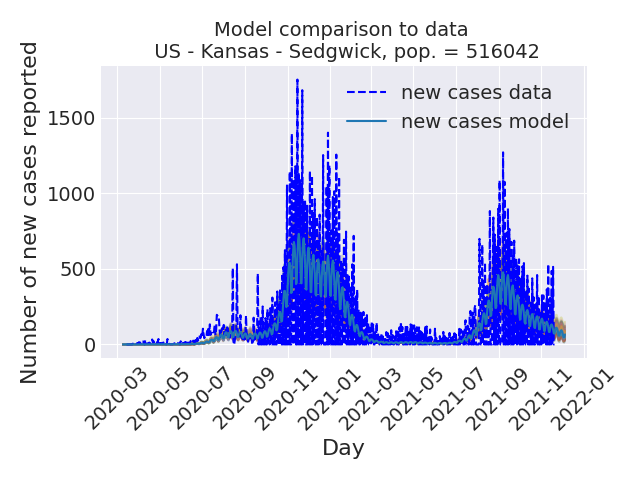 Model comparison to data
US - Kansas - Sedgwick, pop. = 516042
Number of new cases reported
1500
1000
500
0
new cases data
new cases model
2020-03
2020-05
2020-07
2020-09
2020-11
2021-01
2021-03
2021-05
2021-07
2021-09
2021-11
2022-01
Day